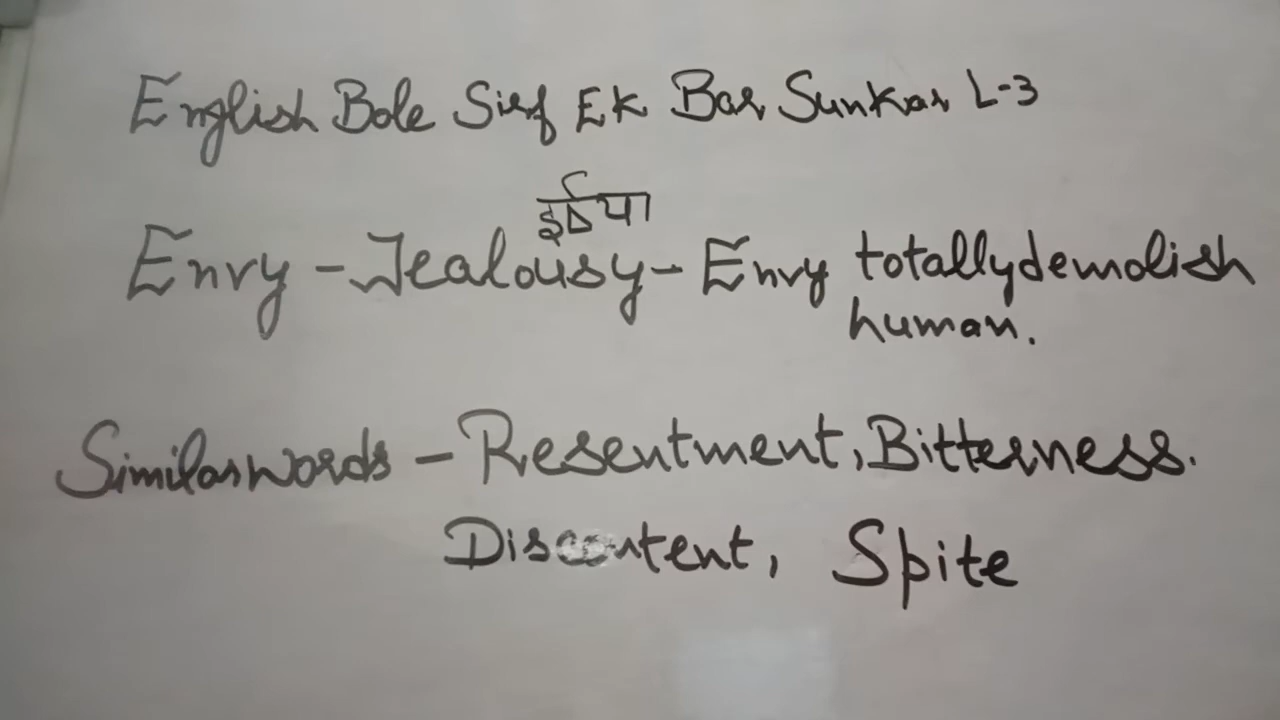 English Bole Sirf Ek Bar Sunkar L-3
ईर्ष्या
Envy - Jealousy - Envy totally demolish
human.
Similar words - Resentment, Bitterness.
Discontent, Spite